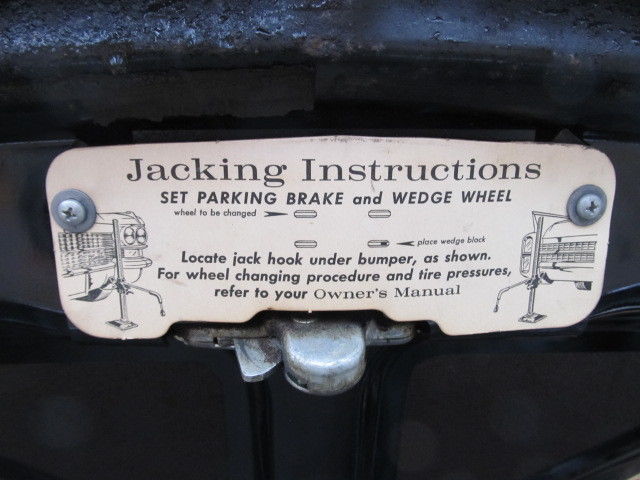 Jacking Instructions
SET PARKING BRAKE and WEDGE WHEEL
wheel to be changed
place wedge block
Locate jack hook under bumper, as shown.
For wheel changing procedure and tire pressures,
refer to your Owner's Manual